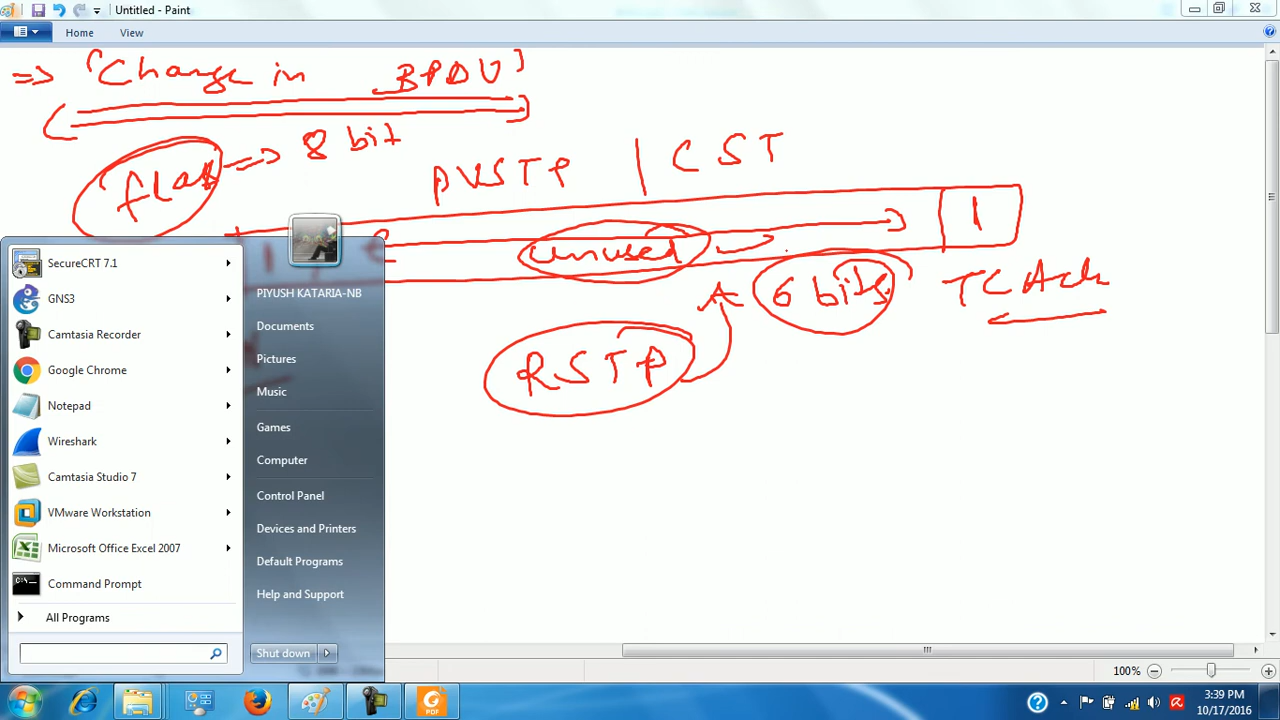 Untitled - Paint
Home View
=> [Change in BPDU]
flag => 8 bit
PVSTP | CST
unused 1
6 bits TCAck
RSTP
SecureCRT 7.1
GNS3
Camtasia Recorder
Google Chrome
Notepad
Wireshark
Camtasia Studio 7
VMware Workstation
Microsoft Office Excel 2007
Command Prompt
All Programs
PIYUSH KATARIA-NB
Documents
Pictures
Music
Games
Computer
Control Panel
Devices and Printers
Default Programs
Help and Support
Shut down
100%
PDF
3:39 PM
10/17/2016